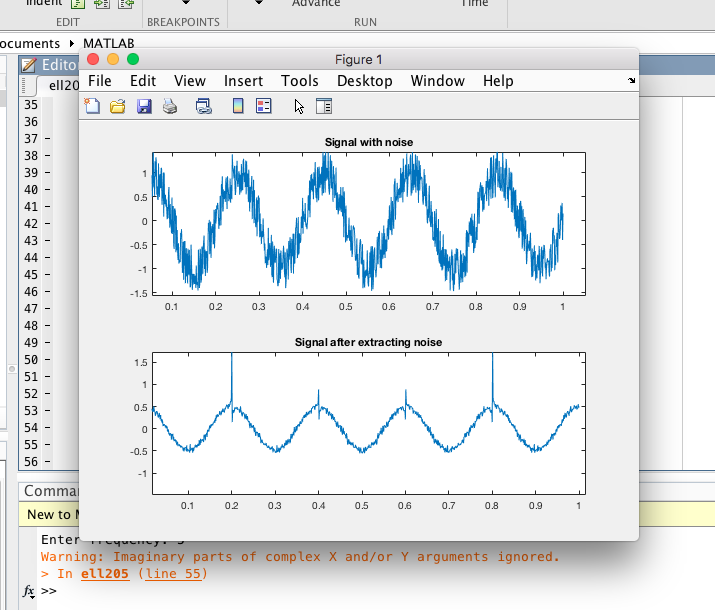 Indent
Advance
Time
EDIT
BREAKPOINTS
RUN
ocuments ▸ MATLAB
Figure 1
File Edit View Insert Tools Desktop Window Help
ell20
35
36
37 -
38 -
39 -
40 -
41 -
42 -
43 -
44 -
45 -
46 -
47 -
48 -
49 -
50 -
51 -
52 -
53 -
54 -
55 -
56 -
Signal with noise
1
0.5
0
-0.5
-1
-1.5
0.1 0.2 0.3 0.4 0.5 0.6 0.7 0.8 0.9 1
Signal after extracting noise
1.5
1
0.5
0
-0.5
-1
0.1 0.2 0.3 0.4 0.5 0.6 0.7 0.8 0.9 1
New to
Enter frequency: 5
Warning: Imaginary parts of complex X and/or Y arguments ignored.
> In ell205 (line 55)
fx >>